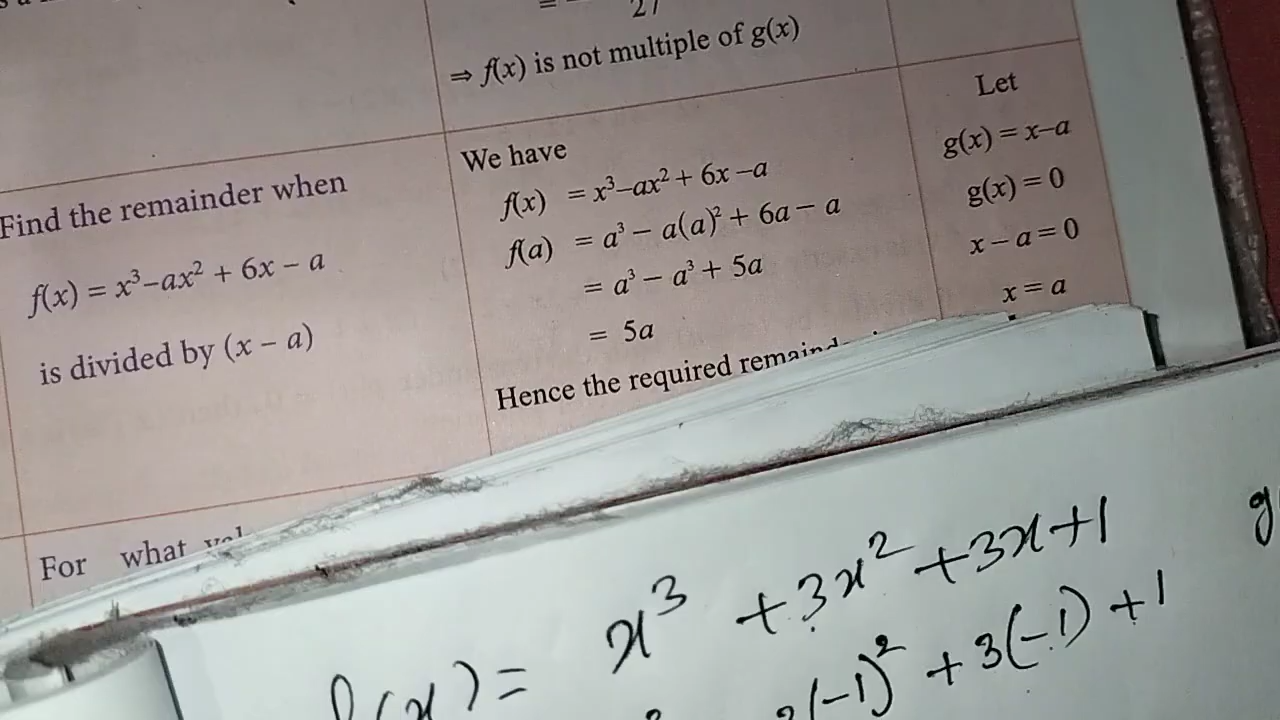 = 27
⇒ f(x) is not multiple of g(x)
Find the remainder when
f(x) = x³–ax² + 6x – a
is divided by (x – a)
We have
f(x) = x³–ax² + 6x –a
f(a) = a³ – a(a)² + 6a – a
= a³ – a³ + 5a
= 5a
Hence the required
Let
g(x) = x–a
g(x) = 0
x – a = 0
x = a
For what
f(x) = x³ + 3x² + 3x + 1
(-1)² + 3(-1) + 1